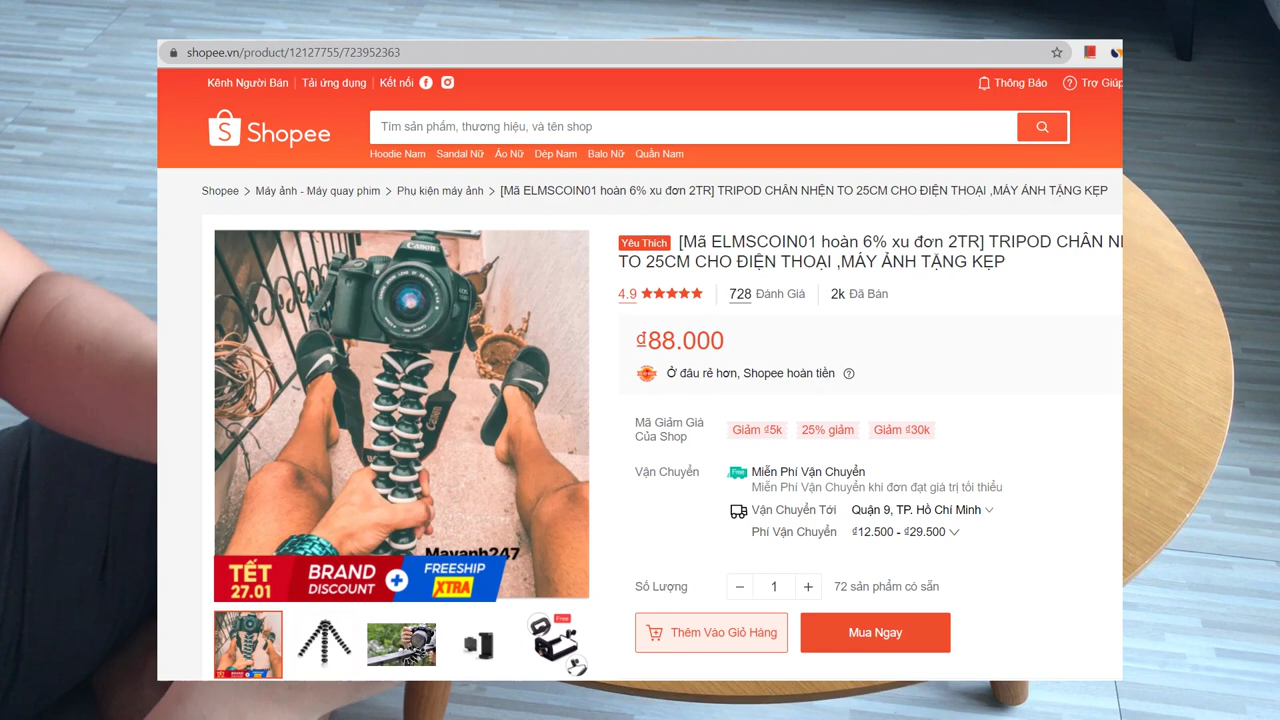 shopee.vn/product/12127755/723952363
Kênh Người Bán
Tải ứng dụng
Kết nối
Thông Báo
Trợ Giúp
Shopee
Tìm sản phẩm, thương hiệu, và tên shop
Hoodie Nam Sandal Nữ Áo Nữ Dép Nam Balo Nữ Quần Nam
Shopee > Máy ảnh - Máy quay phim > Phụ kiện máy ảnh > [Mã ELMSCOIN01 hoàn 6% xu đơn 2TR] TRIPOD CHÂN NHỆN TO 25CM CHO ĐIỆN THOẠI ,MÁY ẢNH TẶNG KẸP
Yêu Thích [Mã ELMSCOIN01 hoàn 6% xu đơn 2TR] TRIPOD CHÂN
TO 25CM CHO ĐIỆN THOẠI ,MÁY ẢNH TẶNG KẸP
4.9 728 Đánh Giá 2k Đã Bán
₫88.000
Ở đâu rẻ hơn, Shopee hoàn tiền
Mã Giảm Giá
Của Shop
Giảm ₫5k 25% giảm Giảm ₫30k
Vận Chuyển
Free
Miễn Phí Vận Chuyển
Miễn Phí Vận Chuyển khi đơn đạt giá trị tối thiểu
Vận Chuyển Tới Quận 9, TP. Hồ Chí Minh
Phí Vận Chuyển ₫12.500 - ₫29.500
Số Lượng − 1 + 72 sản phẩm có sẵn
Thêm Vào Giỏ Hàng
Mua Ngay
Canon
Canon
Mayanh247
TẾT
27.01
BRAND
DISCOUNT
+
FREESHIP
XTRA
Free